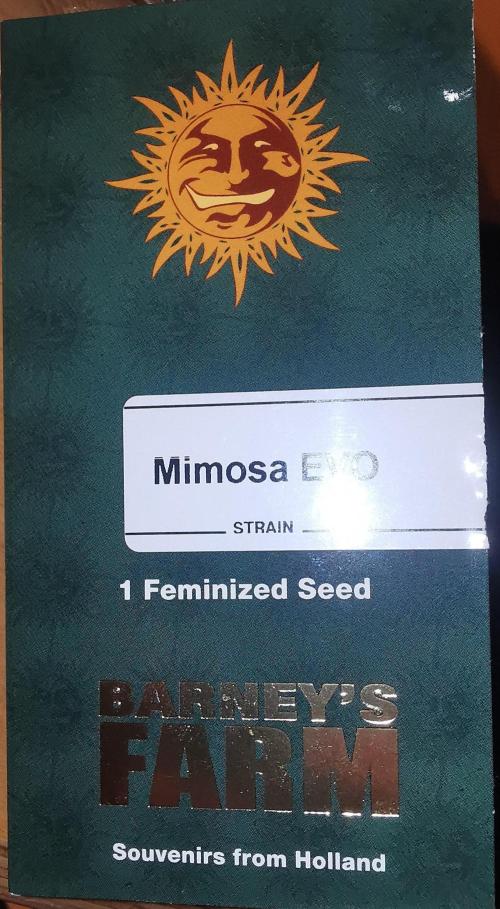 Mimosa EVO
STRAIN
1 Feminized Seed
BARNEY'S
FARM
Souvenirs from Holland